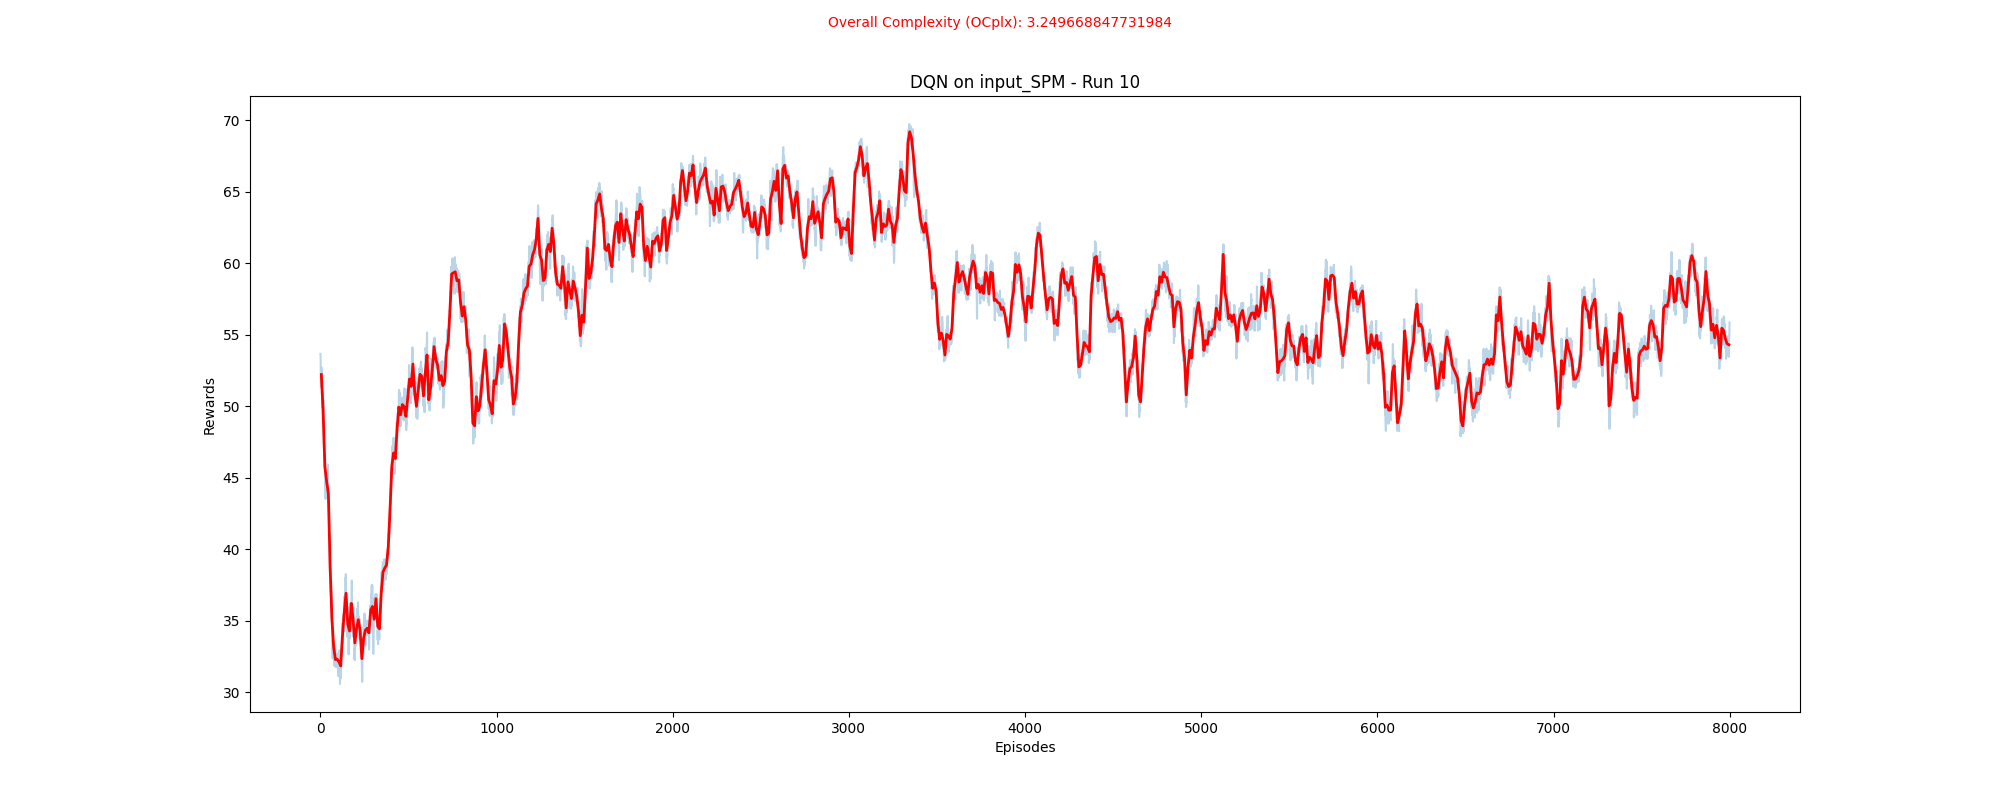 Overall Complexity (OCplx): 3.249668847731984
DQN on input_SPM - Run 10
70
65
60
55
50
45
40
35
30
Rewards
0 1000 2000 3000 4000 5000 6000 7000 8000
Episodes